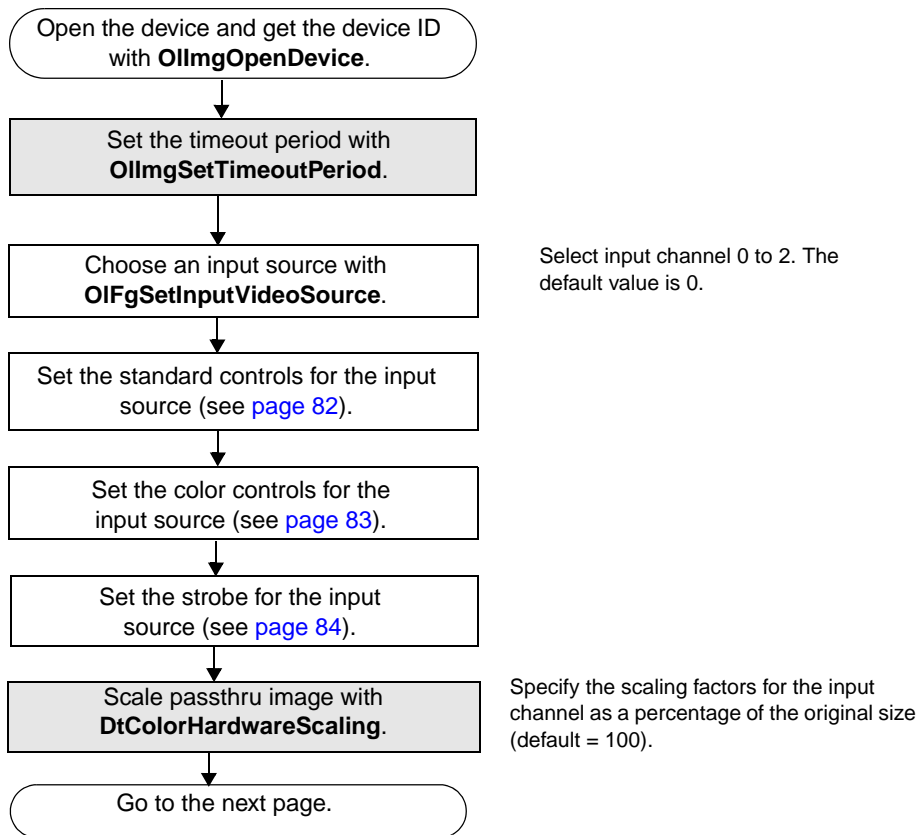 Open the device and get the device ID
with OlImgOpenDevice.
Set the timeout period with
OlImgSetTimeoutPeriod.
Choose an input source with
OlFgSetInputVideoSource.
Select input channel 0 to 2. The
default value is 0.
Set the standard controls for the input
source (see page 82).
Set the color controls for the
input source (see page 83).
Set the strobe for the input
source (see page 84).
Scale passthru image with
DtColorHardwareScaling.
Specify the scaling factors for the input
channel as a percentage of the original size
(default = 100).
Go to the next page.